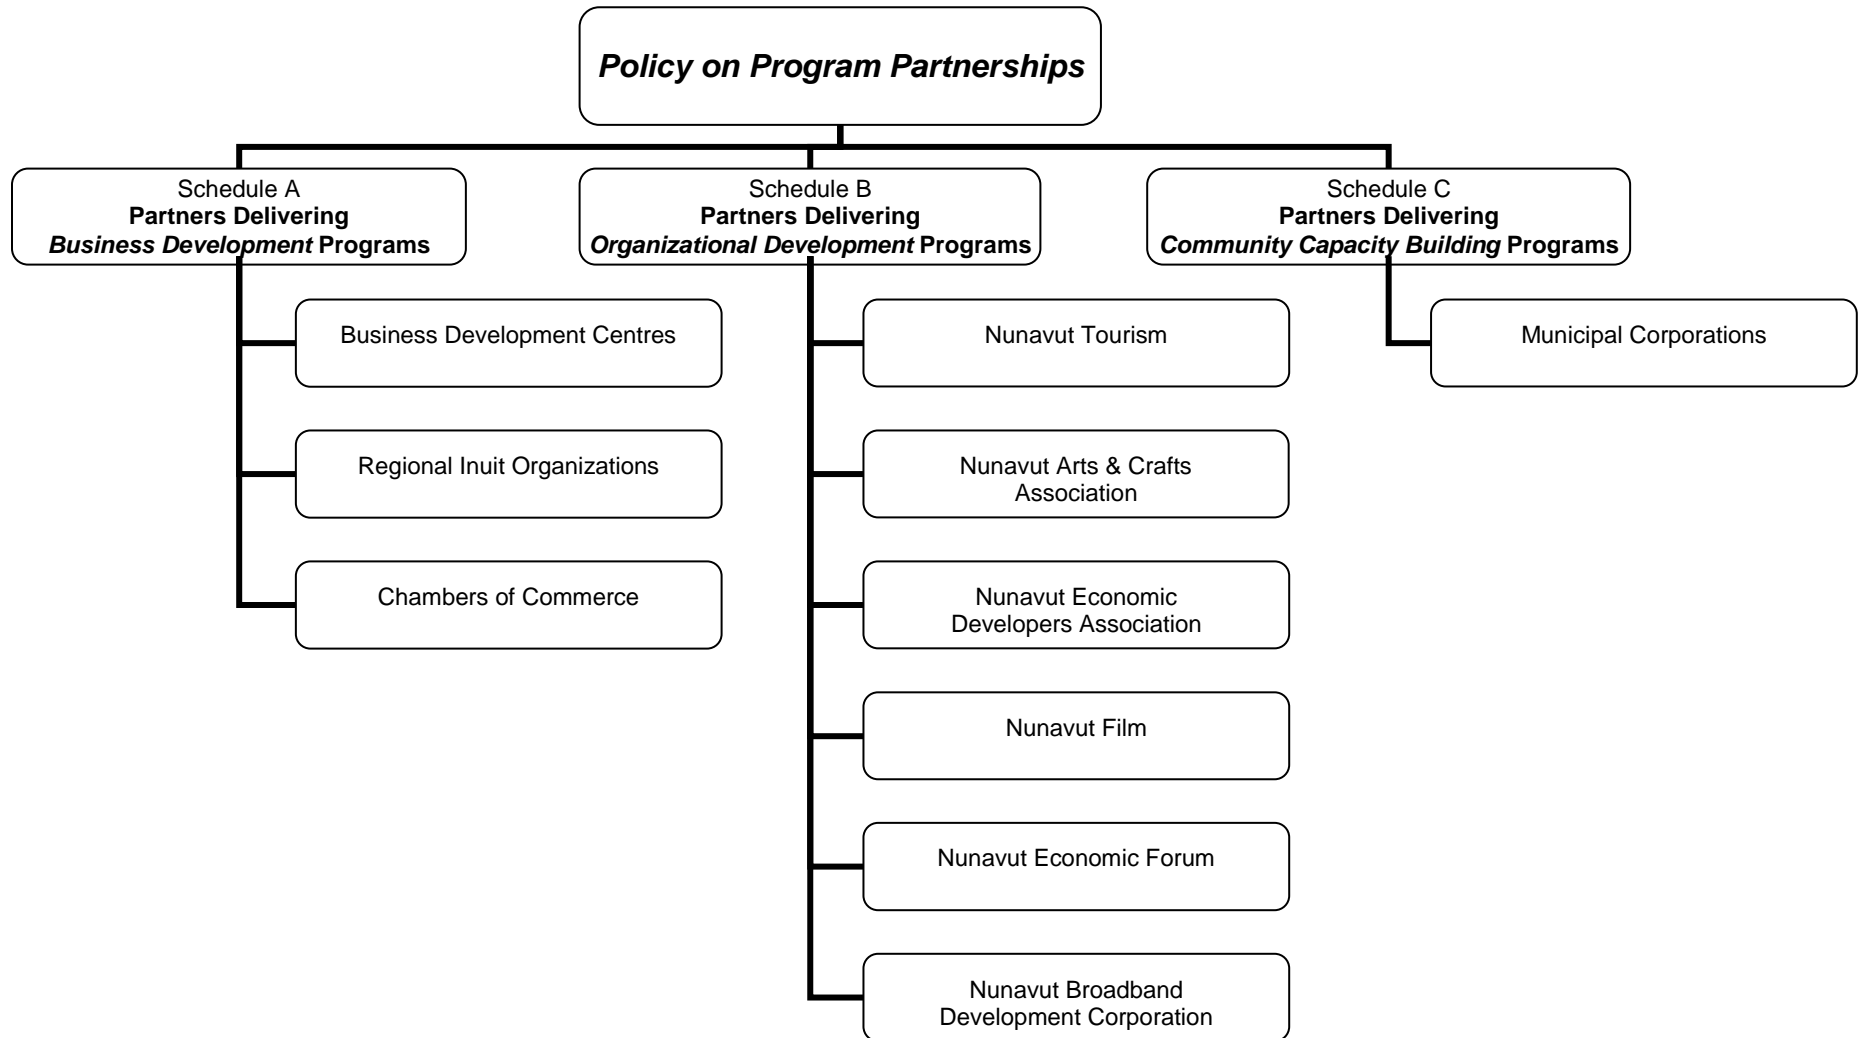 Policy on Program Partnerships
Schedule A
Partners Delivering
Business Development Programs
Business Development Centres
Regional Inuit Organizations
Chambers of Commerce
Schedule B
Partners Delivering
Organizational Development Programs
Nunavut Tourism
Nunavut Arts & Crafts
Association
Nunavut Economic
Developers Association
Nunavut Film
Nunavut Economic Forum
Nunavut Broadband
Development Corporation
Schedule C
Partners Delivering
Community Capacity Building Programs
Municipal Corporations